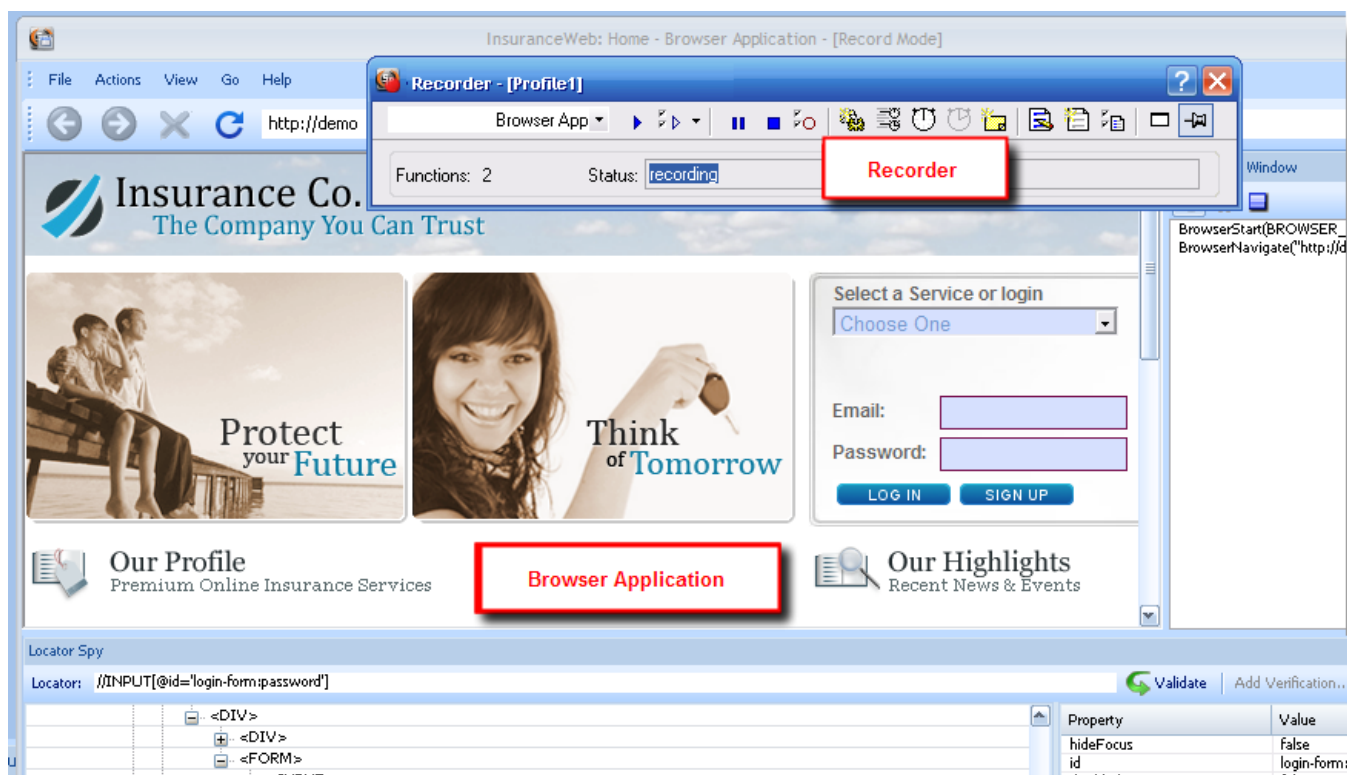 InsuranceWeb: Home - Browser Application - [Record Mode]
File Actions View Go Help
Recorder - [Profile1]
http://demo
Browser App
Functions: 2 Status: recording
Recorder
Window
Insurance Co.
The Company You Can Trust
BrowserStart(BROWSER_
BrowserNavigate("http://d
Protect
your Future
Think
of Tomorrow
Select a Service or login
Choose One
Email:
Password:
LOG IN SIGN UP
Our Profile
Premium Online Insurance Services
Browser Application
Our Highlights
Recent News & Events
Locator Spy
Locator: //INPUT[@id='login-form:password']
Validate Add Verification...
<DIV>
<DIV>
<FORM>
Property Value
hideFocus false
id login-form: